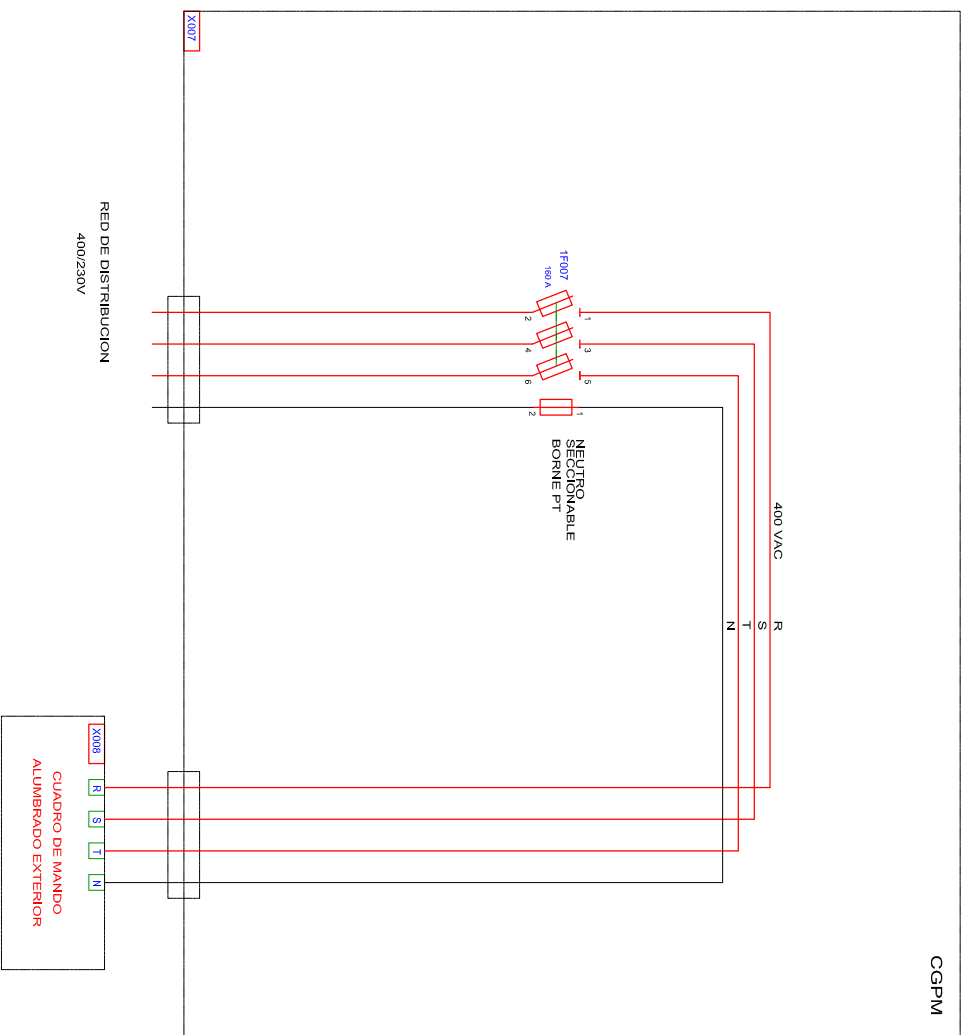 CGPM
400 VAC
R
S
T
N
1F007
160 A
1
2
3
4
5
6
1
2
NEUTRO
SECCIONABLE
BORNE PT
X007
RED DE DISTRIBUCION
400/230V
X008
R
S
T
N
CUADRO DE MANDO
ALUMBRADO EXTERIOR